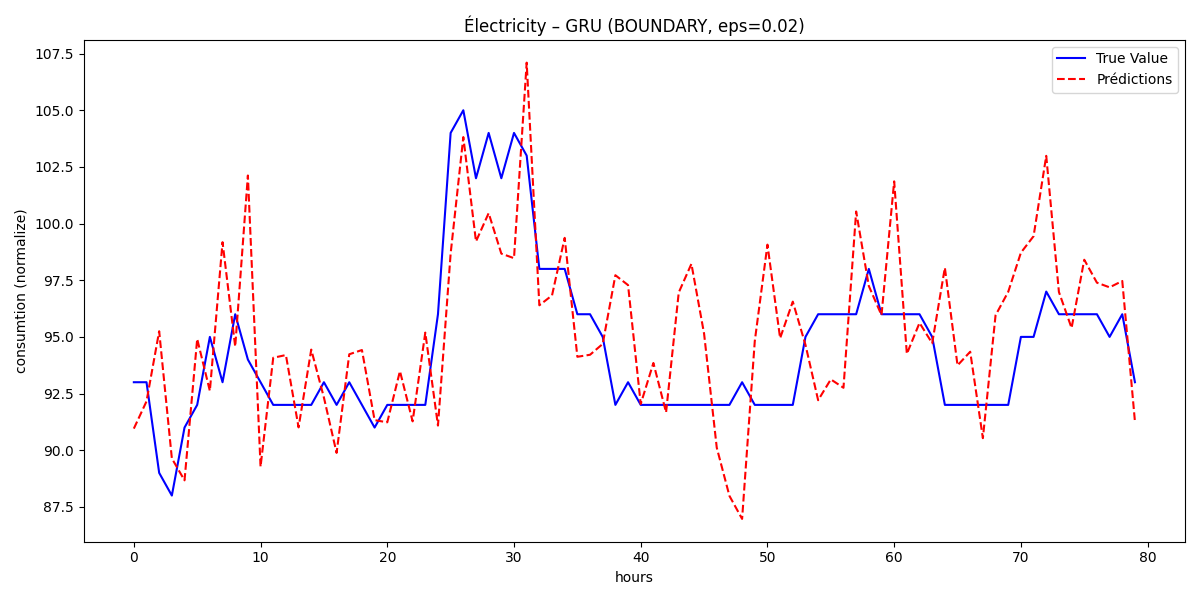 Électricity – GRU (BOUNDARY, eps=0.02)
True Value
Prédictions
consumtion (normalize)
107.5
105.0
102.5
100.0
97.5
95.0
92.5
90.0
87.5
0 10 20 30 40 50 60 70 80
hours